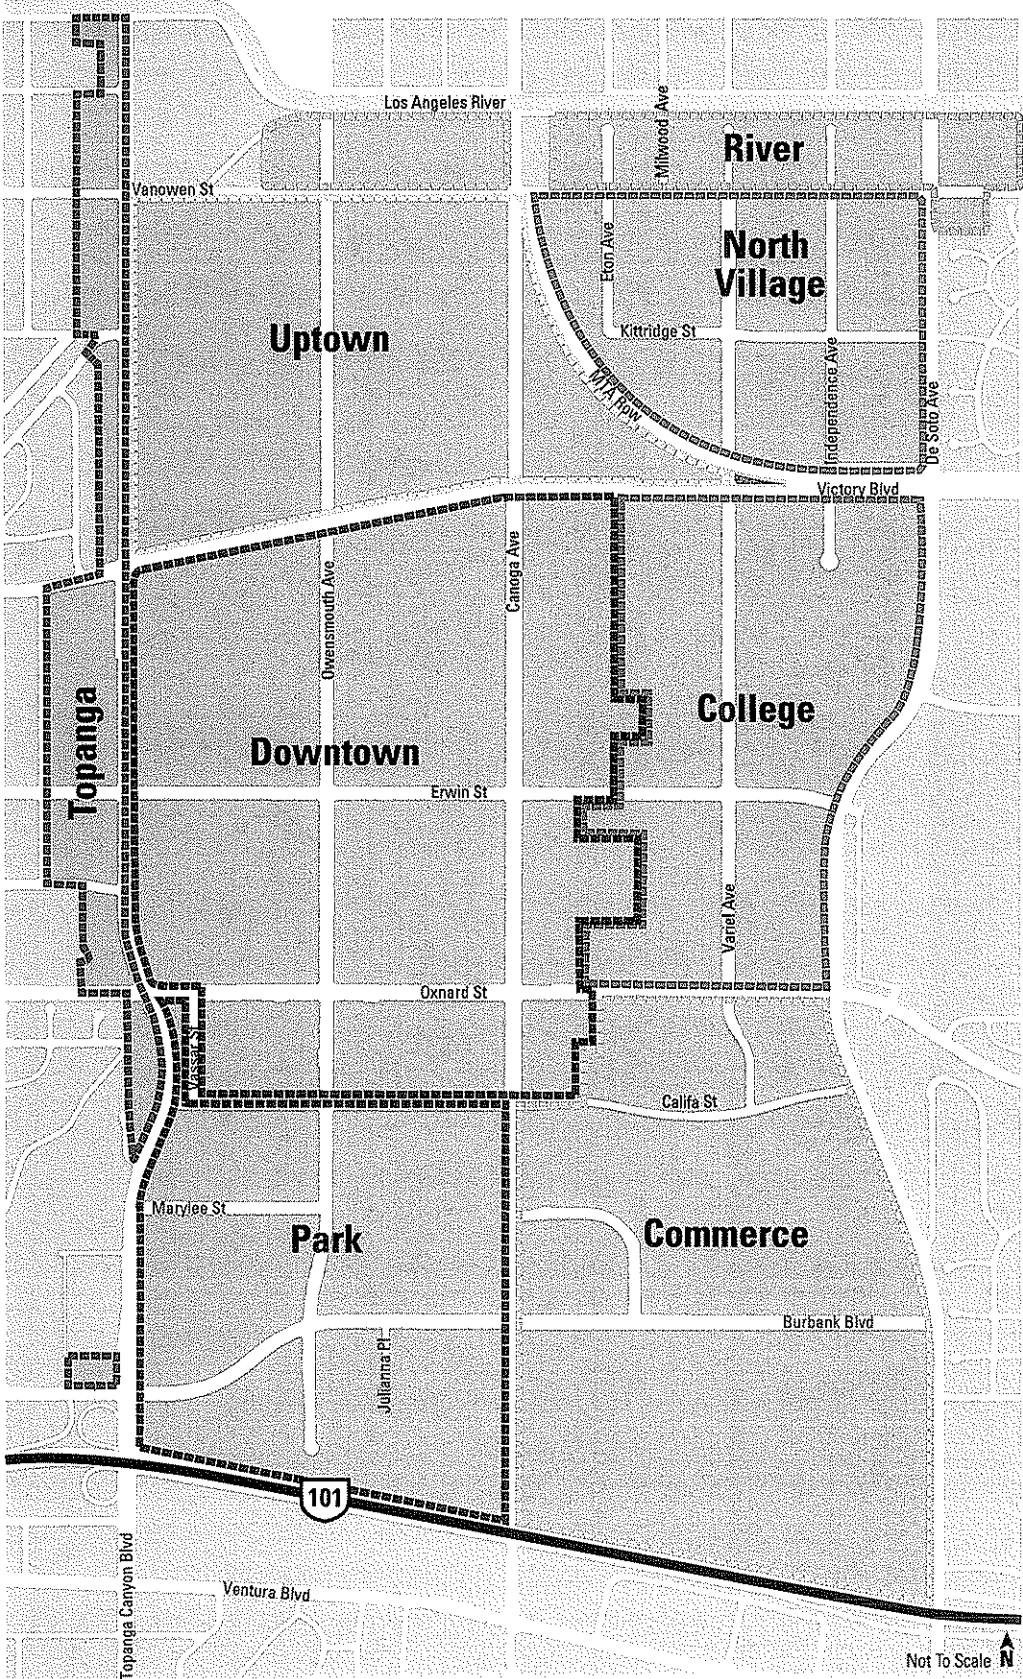 Los Angeles River
Milwood Ave
River
Vanowen St
Eton Ave
North
Village
Uptown
Kittridge St
Independence Ave
MTA Row
De Soto Ave
Victory Blvd
Canoga Ave
Owensmouth Ave
Topanga
College
Downtown
Erwin St
Variel Ave
Oxnard St
Vassar St
Califa St
Marylee St
Park
Commerce
Burbank Blvd
Julianna Pl
101
Topanga Canyon Blvd
Ventura Blvd
Not To Scale N